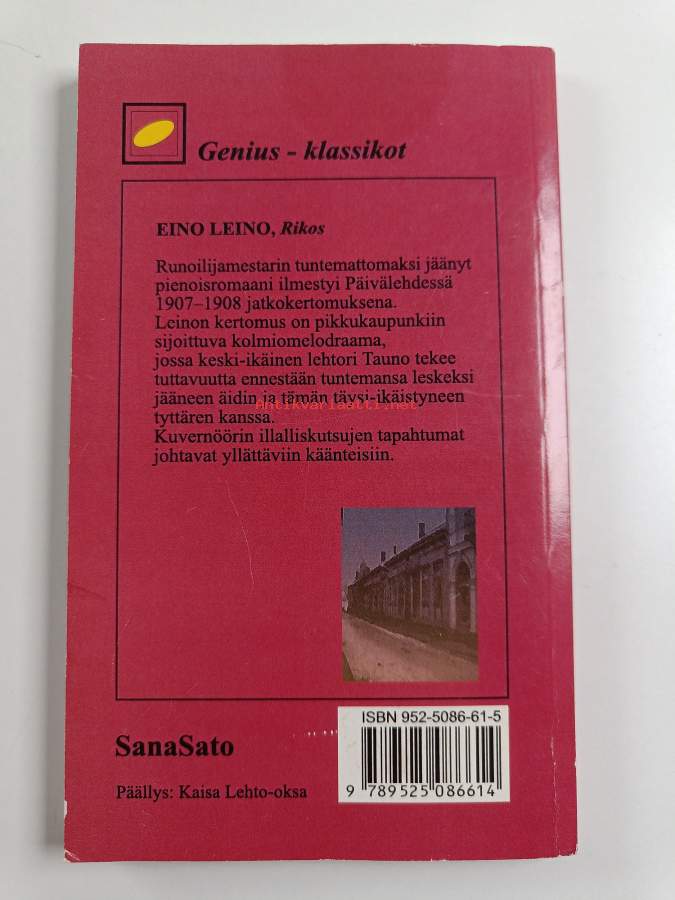 Genius - klassikot
EINO LEINO, Rikos
Runoilijamestarin tuntemattomaksi jäänyt
pienoisromaani ilmestyi Päivälehdessä
1907–1908 jatkokertomuksena.
Leinon kertomus on pikkukaupunkiin
sijoittuva kolmiomelodraama,
jossa keski-ikäinen lehtori Tauno tekee
tuttavuutta ennestään tuntemansa leskeksi
jääneen äidin ja tämän täysi-ikäistyneen
Antikvariaatti.net
tyttären kanssa.
Kuvernöörin illalliskutsujen tapahtumat
johtavat yllättäviin käänteisiin.
ISBN 952-5086-61-5
9 789525 086614
SanaSato
Päällys: Kaisa Lehto-oksa